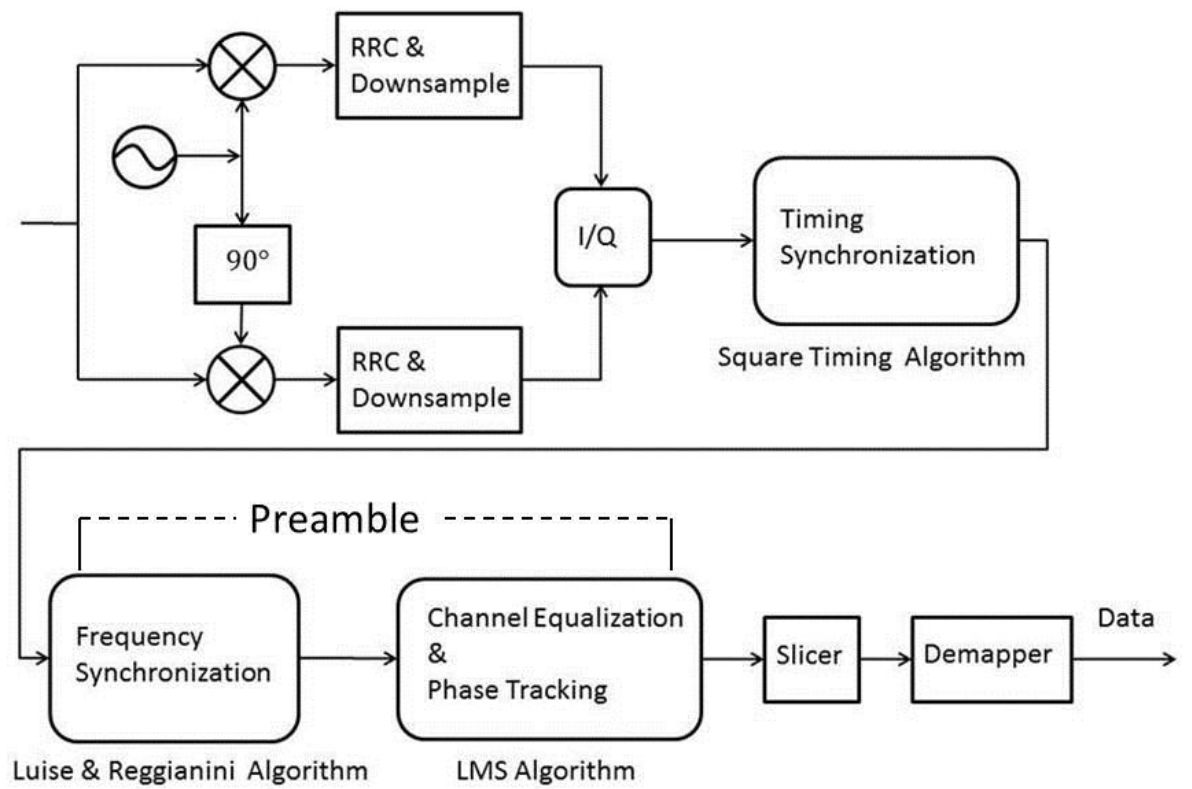 RRC &
Downsample
90°
I/Q
Timing
Synchronization
RRC &
Downsample
Square Timing Algorithm
Preamble
Frequency
Synchronization
Channel Equalization
&
Phase Tracking
Slicer
Demapper
Data
Luise & Reggianini Algorithm
LMS Algorithm